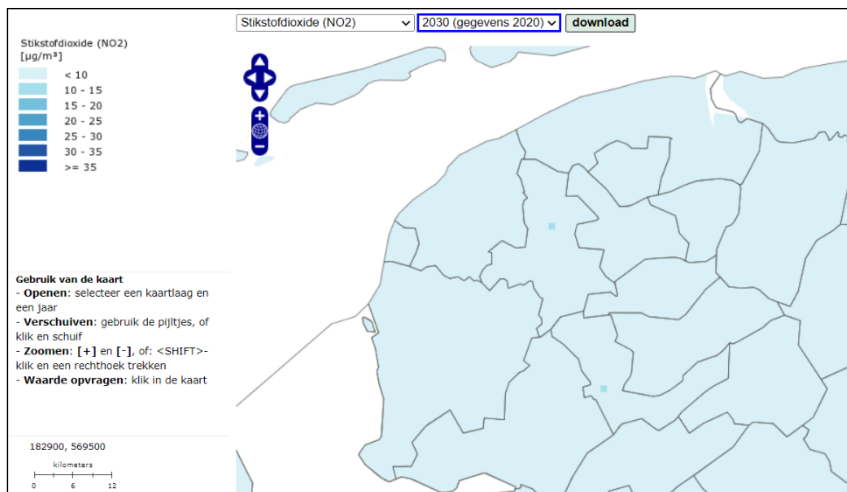 Stikstofdioxide (NO2)
2030 (gegevens 2020)
download
Stikstofdioxide (NO2)
[µg/m³]
< 10
10 - 15
15 - 20
20 - 25
25 - 30
30 - 35
>= 35
+
−
Gebruik van de kaart
- Openen: selecteer een kaartlaag en
een jaar
- Verschuiven: gebruik de pijltjes, of
klik en schuif
- Zoomen: [+] en [-], of: <SHIFT>-
klik en een rechthoek trekken
- Waarde opvragen: klik in de kaart
182900, 569500
kilometers
0 6 12